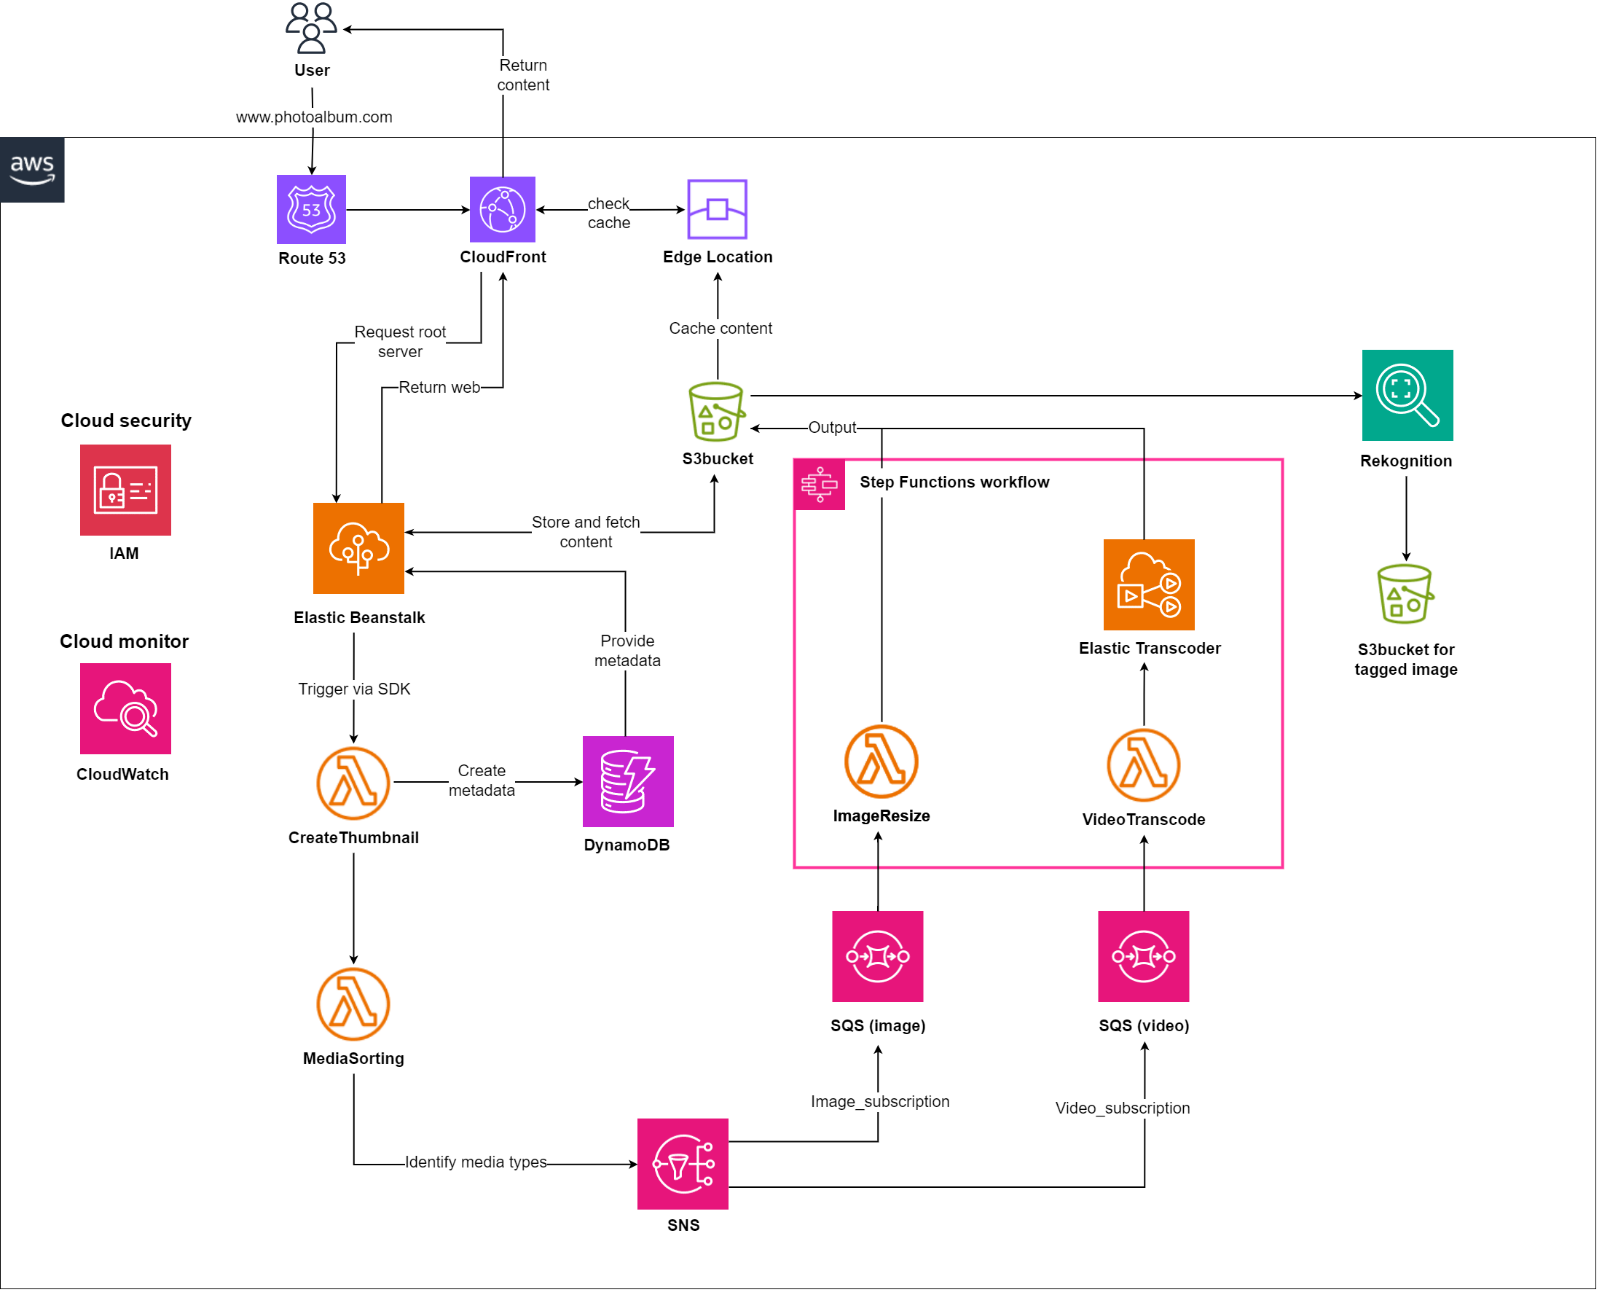 User
Return
content
www.photoalbum.com
aws
53
check
cache
Route 53
CloudFront
Edge Location
Request root
server
Cache content
Return web
Cloud security
Output
S3bucket
Rekognition
Step Functions workflow
Store and fetch
content
IAM
Elastic Beanstalk
Cloud monitor
Provide
metadata
Elastic Transcoder
S3bucket for
tagged image
Trigger via SDK
CloudWatch
Create
metadata
CreateThumbnail
DynamoDB
ImageResize
VideoTranscode
SQS (image)
SQS (video)
MediaSorting
Image_subscription
Video_subscription
Identify media types
SNS